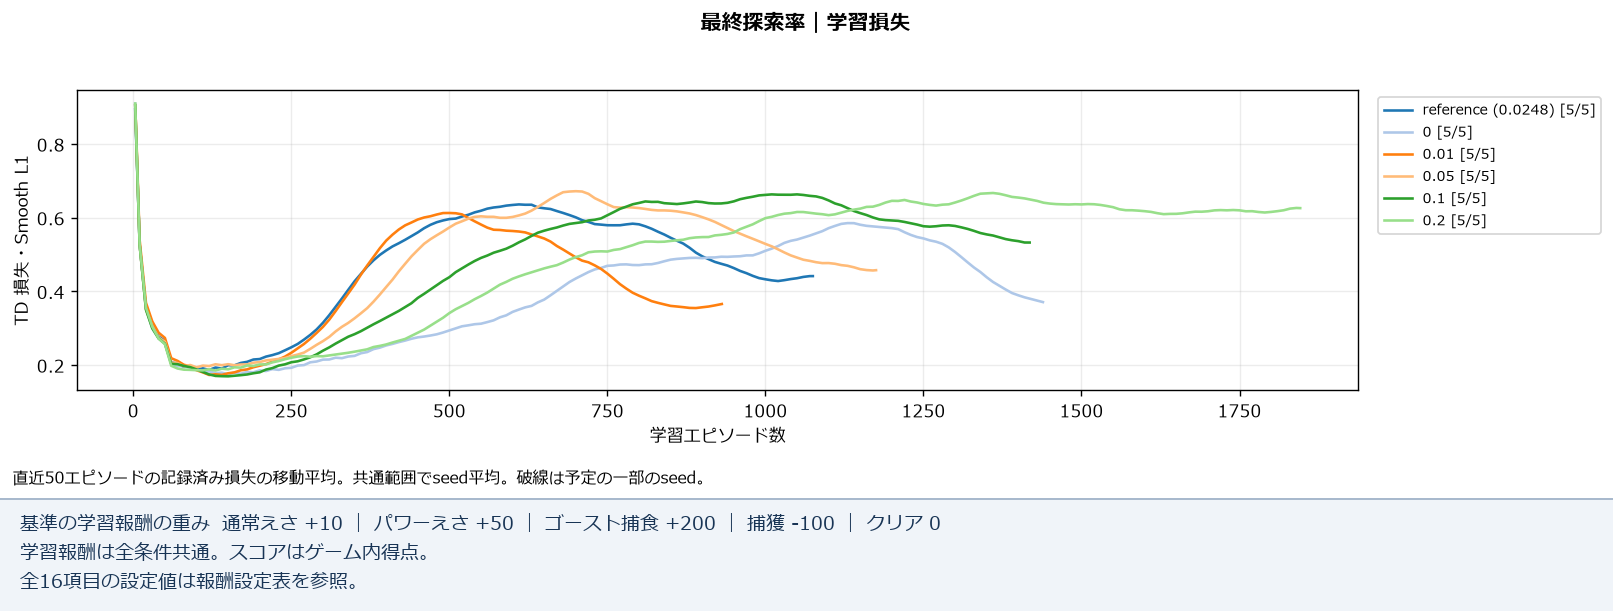 最終探索率｜学習損失
TD 損失・Smooth L1
0.8
0.6
0.4
0.2
0
250
500
750
1000
1250
1500
1750
学習エピソード数
reference (0.0248) [5/5]
0 [5/5]
0.01 [5/5]
0.05 [5/5]
0.1 [5/5]
0.2 [5/5]
直近50エピソードの記録済み損失の移動平均。共通範囲でseed平均。破線は予定の一部のseed。
基準の学習報酬の重み 通常えさ +10 ｜ パワーえさ +50 ｜ ゴースト捕食 +200 ｜ 捕獲 -100 ｜ クリア 0
学習報酬は全条件共通。スコアはゲーム内得点。
全16項目の設定値は報酬設定表を参照。